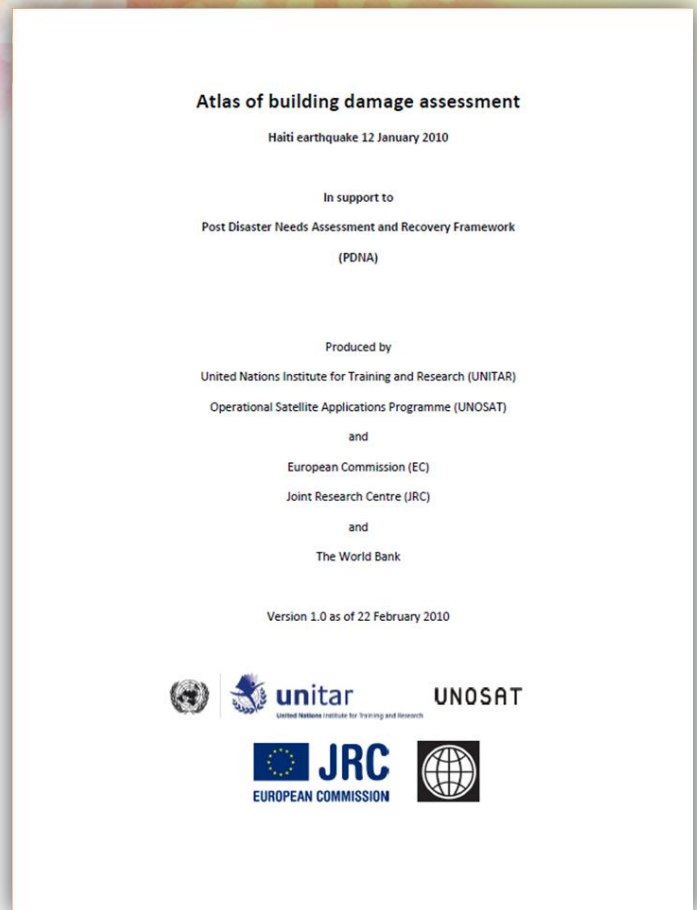 Atlas of building damage assessment
Haiti earthquake 12 January 2010
In support to
Post Disaster Needs Assessment and Recovery Framework
(PDNA)
Produced by
United Nations Institute for Training and Research (UNITAR)
Operational Satellite Applications Programme (UNOSAT)
and
European Commission (EC)
Joint Research Centre (JRC)
and
The World Bank
Version 1.0 as of 22 February 2010
unitar
United Nations Institute for Training and Research
UNOSAT
JRC
EUROPEAN COMMISSION